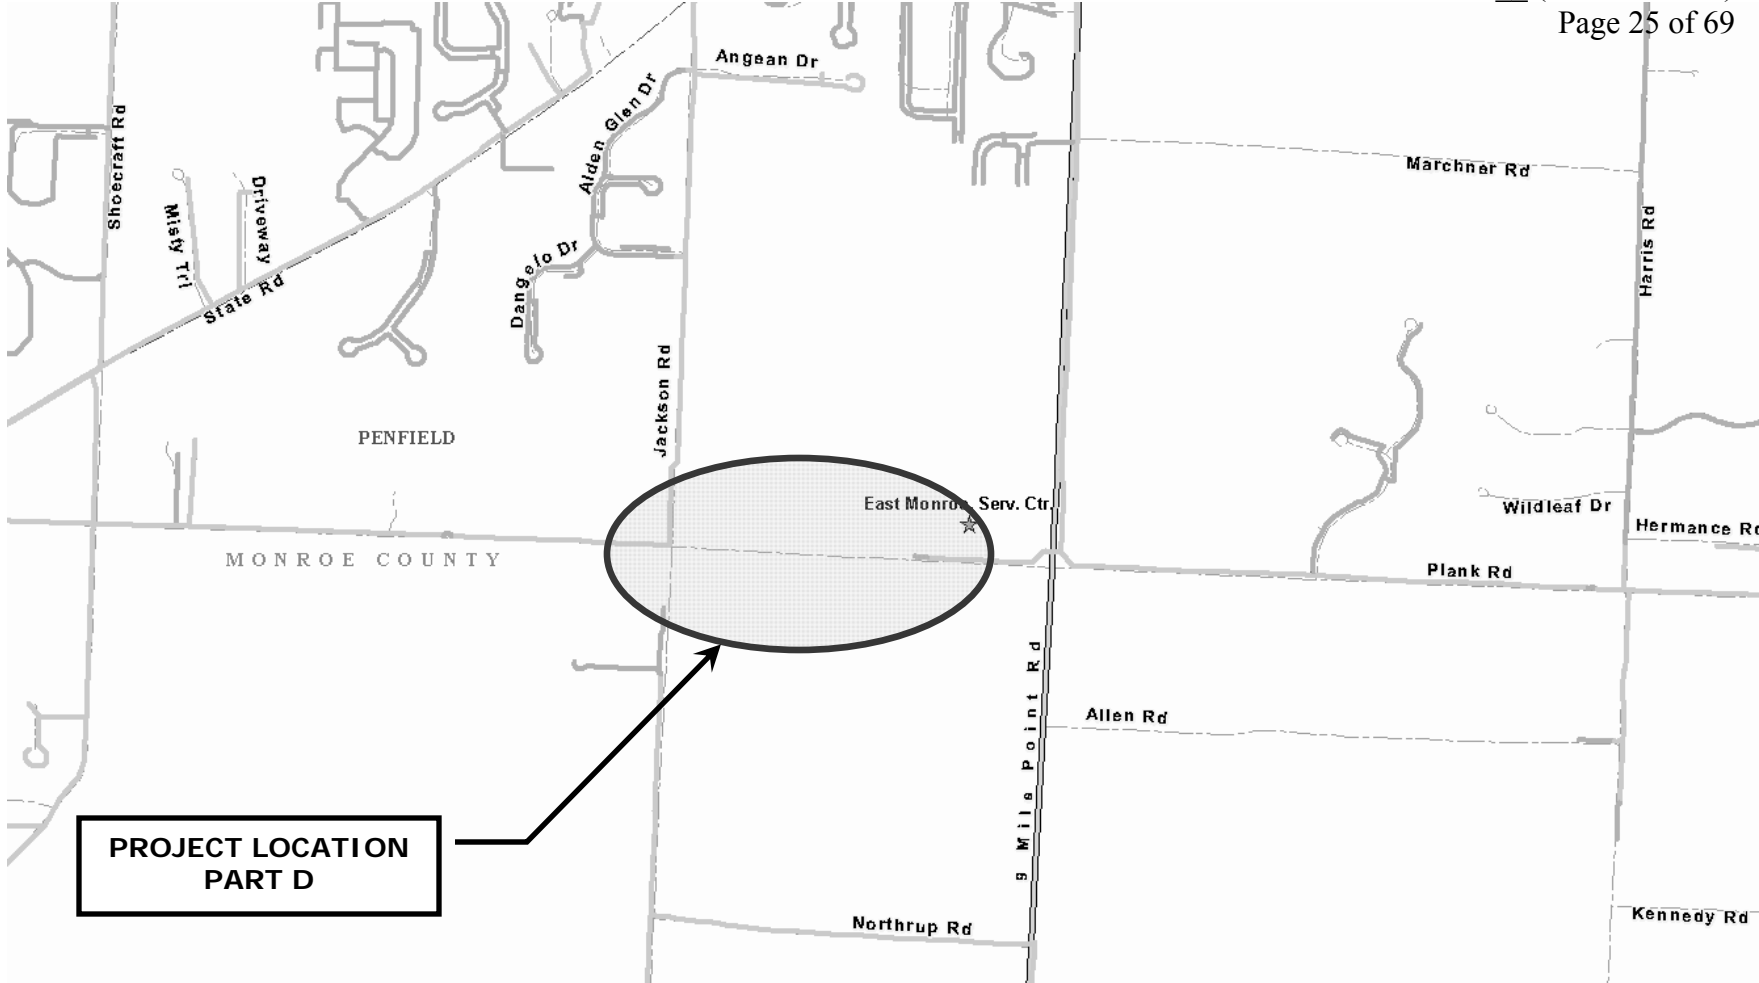 Page 25 of 69
Angean Dr
Shoecraft Rd
Alden Glen Dr
Marchner Rd
Misty Trl
Driveway
Harris Rd
Dangelo Dr
State Rd
Jackson Rd
PENFIELD
East Monroe Serv. Ctr.
Wildleaf Dr
Hermance Rd
MONROE COUNTY
Plank Rd
9 Mile Point Rd
Allen Rd
PROJECT LOCATION
PART D
Northrup Rd
Kennedy Rd